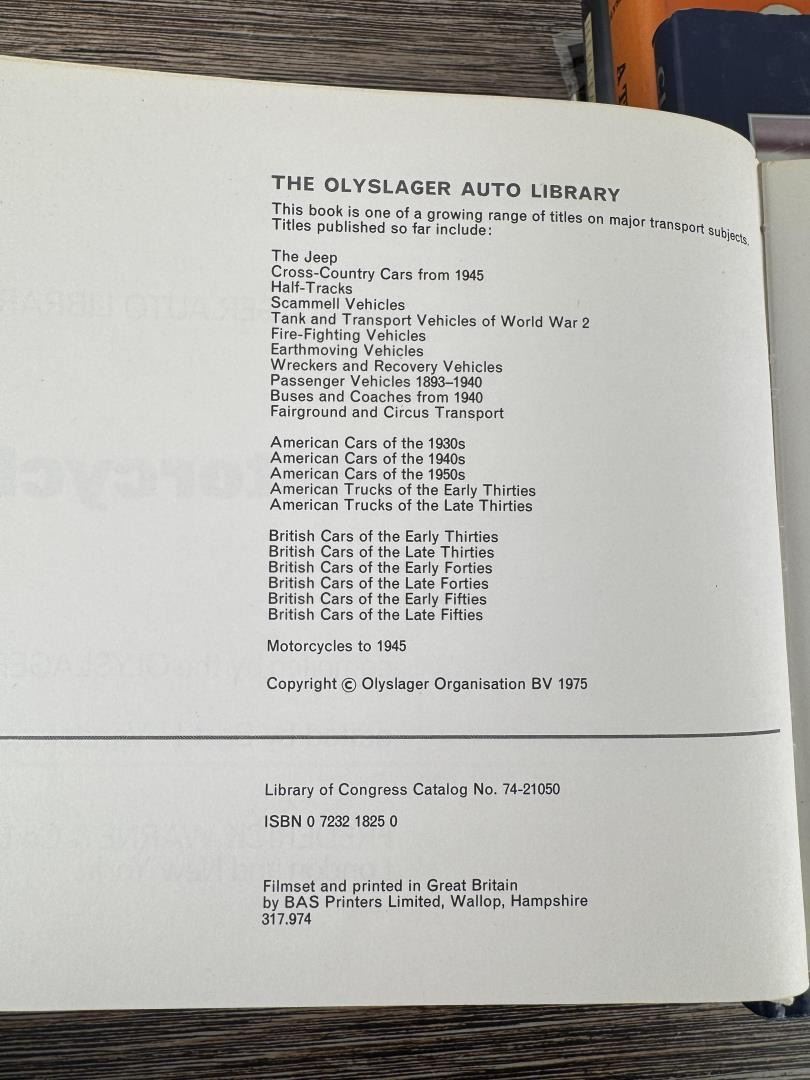 THE OLYSLAGER AUTO LIBRARY
This book is one of a growing range of titles on major transport subjects.
Titles published so far include:
The Jeep
Cross-Country Cars from 1945
Half-Tracks
Scammell Vehicles
Tank and Transport Vehicles of World War 2
Fire-Fighting Vehicles
Earthmoving Vehicles
Wreckers and Recovery Vehicles
Passenger Vehicles 1893–1940
Buses and Coaches from 1940
Fairground and Circus Transport
American Cars of the 1930s
American Cars of the 1940s
American Cars of the 1950s
American Trucks of the Early Thirties
American Trucks of the Late Thirties
British Cars of the Early Thirties
British Cars of the Late Thirties
British Cars of the Early Forties
British Cars of the Late Forties
British Cars of the Early Fifties
British Cars of the Late Fifties
Motorcycles to 1945
Copyright © Olyslager Organisation BV 1975
Library of Congress Catalog No. 74-21050
ISBN 0 7232 1825 0
Filmset and printed in Great Britain
by BAS Printers Limited, Wallop, Hampshire
317.974